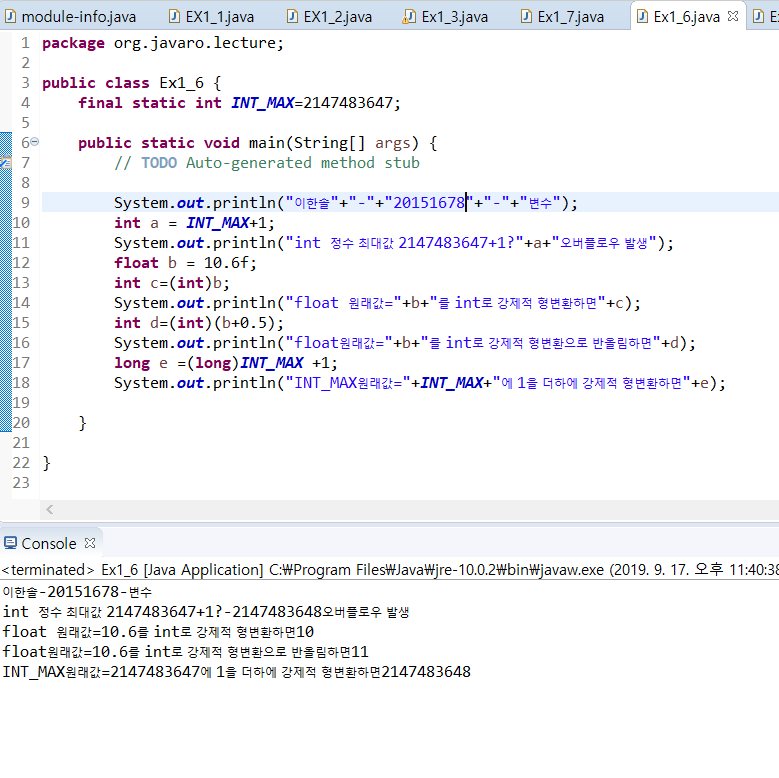 module-info.java EX1_1.java EX1_2.java Ex1_3.java Ex1_7.java Ex1_6.java E
1 package org.javaro.lecture;
2
3 public class Ex1_6 {
4 final static int INT_MAX=2147483647;
5
6 public static void main(String[] args) {
7 // TODO Auto-generated method stub
8
9 System.out.println("이한솔"+"-"+"20151678"+"-"+"변수");
10 int a = INT_MAX+1;
11 System.out.println("int 정수 최대값 2147483647+1?"+a+"오버플로우 발생");
12 float b = 10.6f;
13 int c=(int)b;
14 System.out.println("float 원래값="+b+"를 int로 강제적 형변환하면"+c);
15 int d=(int)(b+0.5);
16 System.out.println("float원래값="+b+"를 int로 강제적 형변환으로 반올림하면"+d);
17 long e =(long)INT_MAX +1;
18 System.out.println("INT_MAX원래값="+INT_MAX+"에 1을 더하에 강제적 형변환하면"+e);
19
20 }
21
22 }
23
Console
<terminated> Ex1_6 [Java Application] C:₩Program Files₩Java₩jre-10.0.2₩bin₩javaw.exe (2019. 9. 17. 오후 11:40:38
이한솔-20151678-변수
int 정수 최대값 2147483647+1?-2147483648오버플로우 발생
float 원래값=10.6를 int로 강제적 형변환하면10
float원래값=10.6를 int로 강제적 형변환으로 반올림하면11
INT_MAX원래값=2147483647에 1을 더하에 강제적 형변환하면2147483648